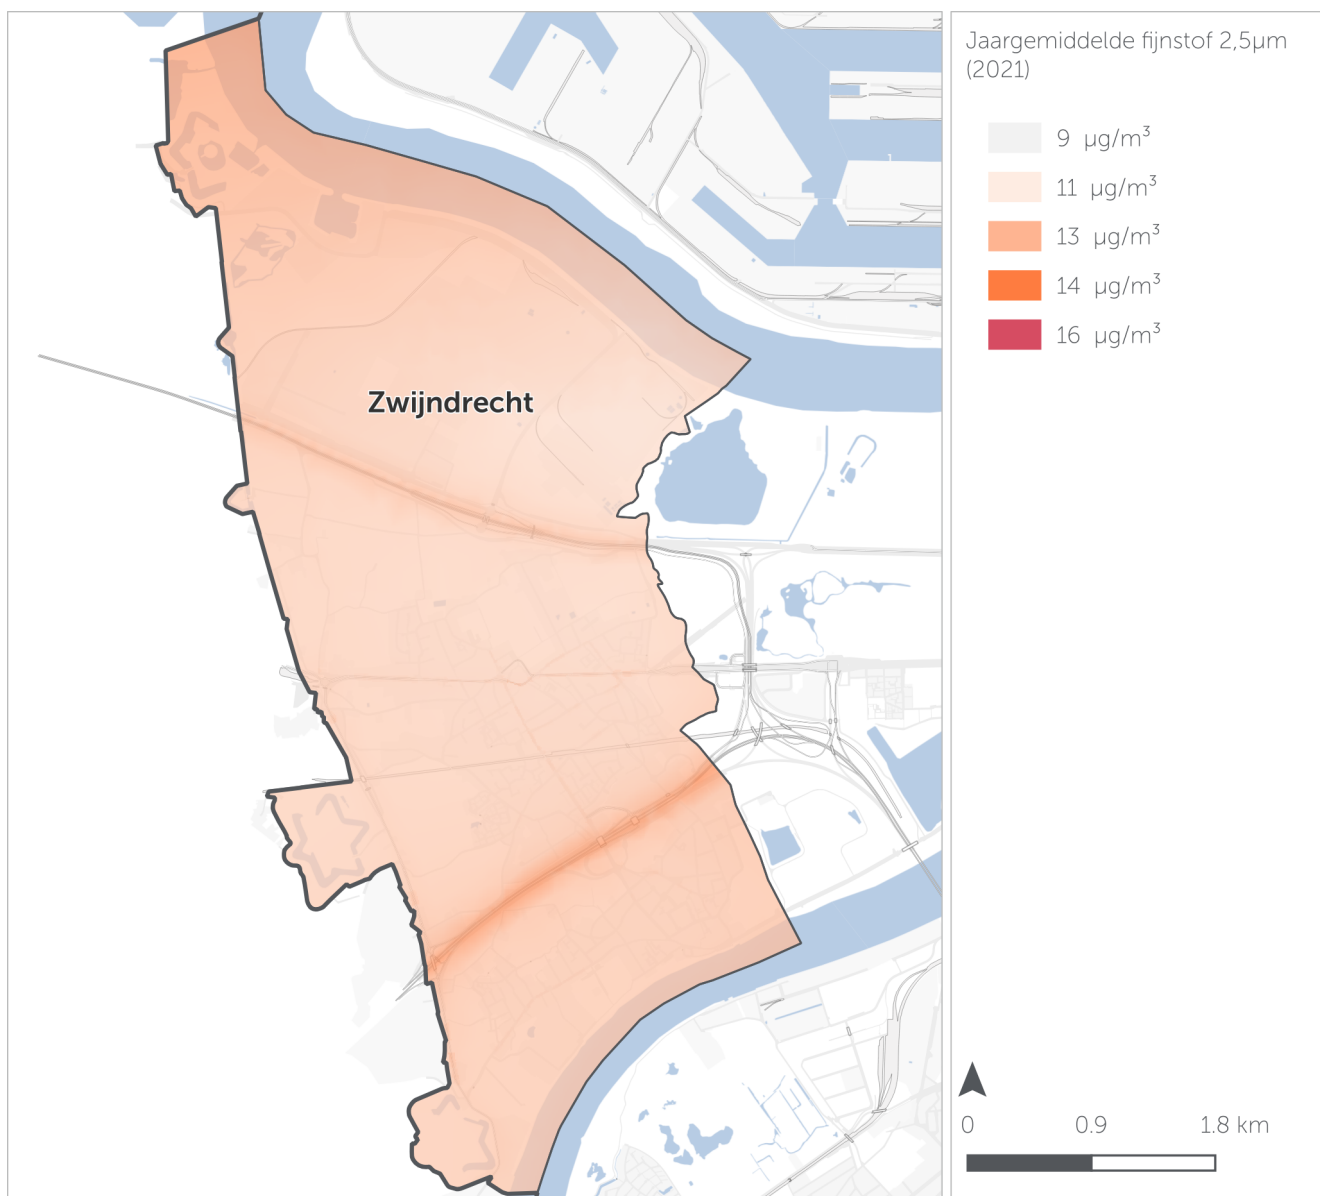 Jaargemiddelde fijnstof 2,5µm
(2021)
9 µg/m³
11 µg/m³
13 µg/m³
14 µg/m³
16 µg/m³
Zwijndrecht
0 0.9 1.8 km